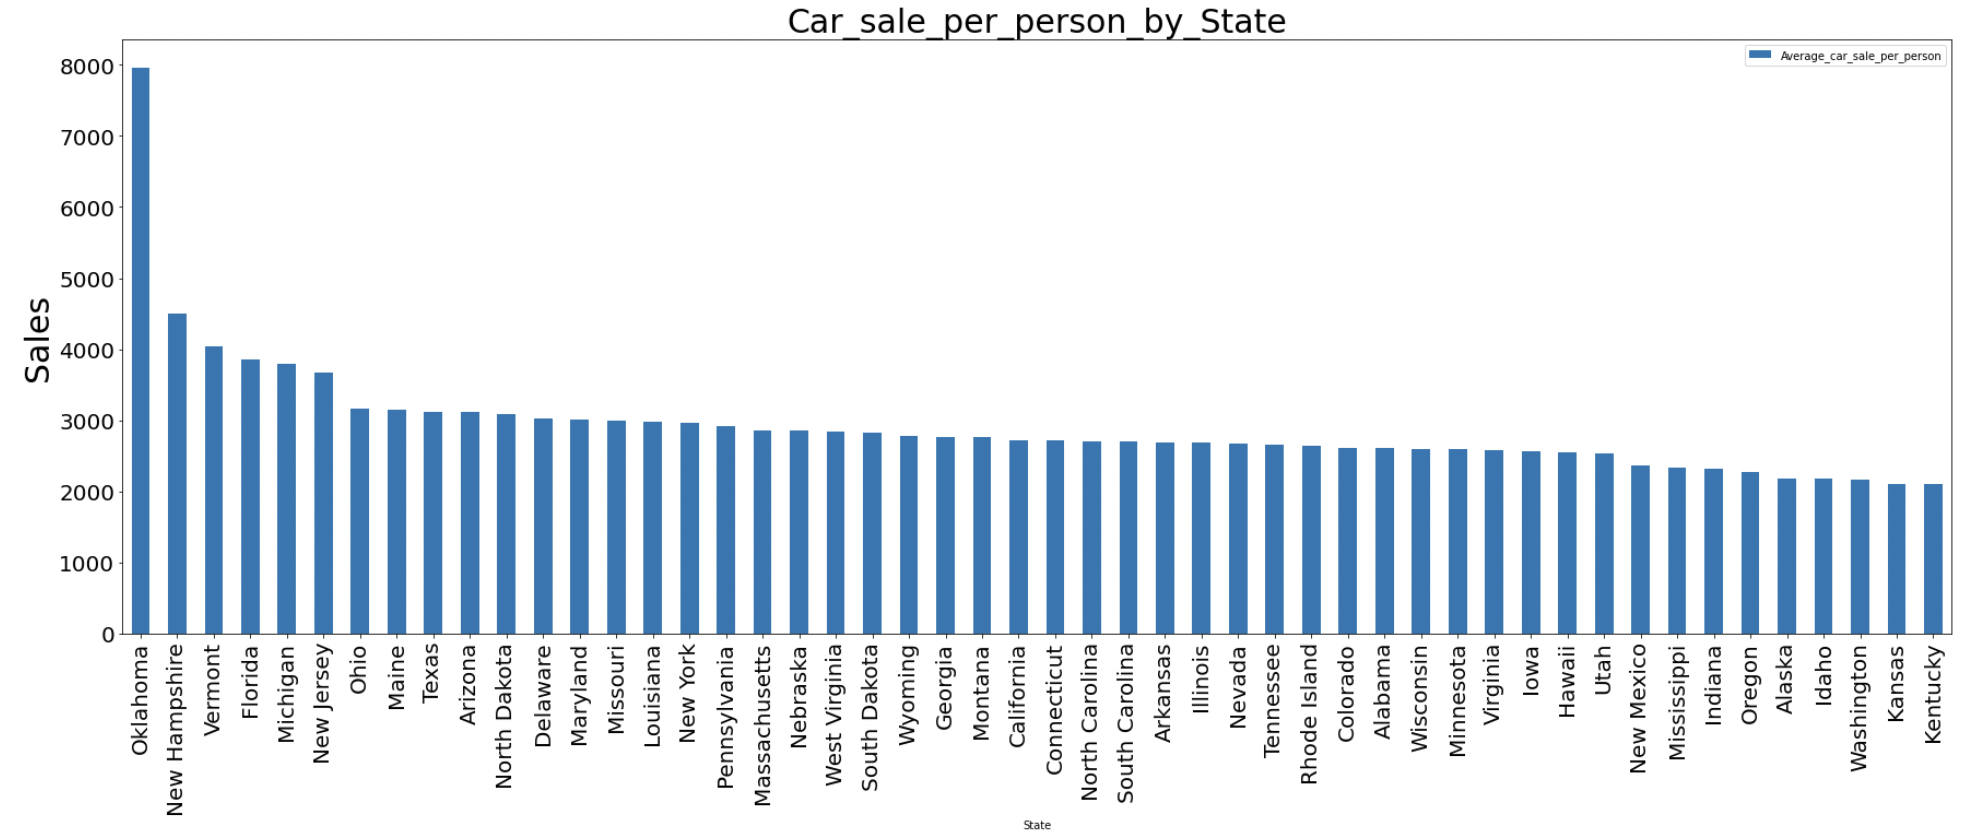 Car_sale_per_person_by_State
Average_car_sale_per_person
Sales
8000
7000
6000
5000
4000
3000
2000
1000
0
Oklahoma
New Hampshire
Vermont
Florida
Michigan
New Jersey
Ohio
Maine
Texas
Arizona
North Dakota
Delaware
Maryland
Missouri
Louisiana
New York
Pennsylvania
Massachusetts
Nebraska
West Virginia
South Dakota
Wyoming
Georgia
Montana
California
Connecticut
North Carolina
South Carolina
Arkansas
Illinois
Nevada
Tennessee
Rhode Island
Colorado
Alabama
Wisconsin
Minnesota
Virginia
Iowa
Hawaii
Utah
New Mexico
Mississippi
Indiana
Oregon
Alaska
Idaho
Washington
Kansas
Kentucky
State